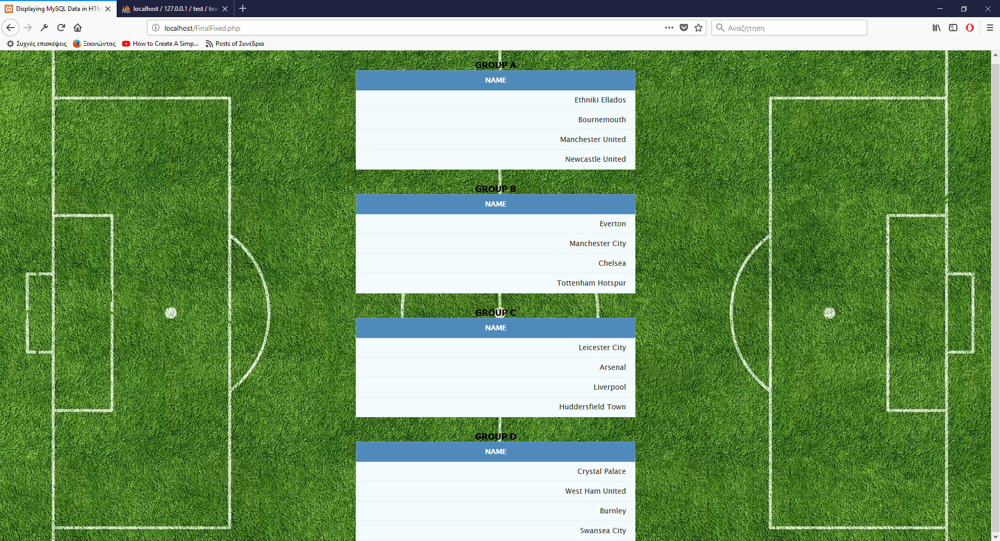 Displaying MySQL Data in HTM
localhost / 127.0.0.1 / test / tea
localhost/FinalFixed.php
Αναζήτηση
Συχνές επισκέψεις
Ξεκινώντας
How to Create A Simp...
Posts of Συνέδρια
GROUP A
NAME
Ethniki Ellados
Bournemouth
Manchester United
Newcastle United
GROUP B
NAME
Everton
Manchester City
Chelsea
Tottenham Hotspur
GROUP C
NAME
Leicester City
Arsenal
Liverpool
Huddersfield Town
GROUP D
NAME
Crystal Palace
West Ham United
Burnley
Swansea City